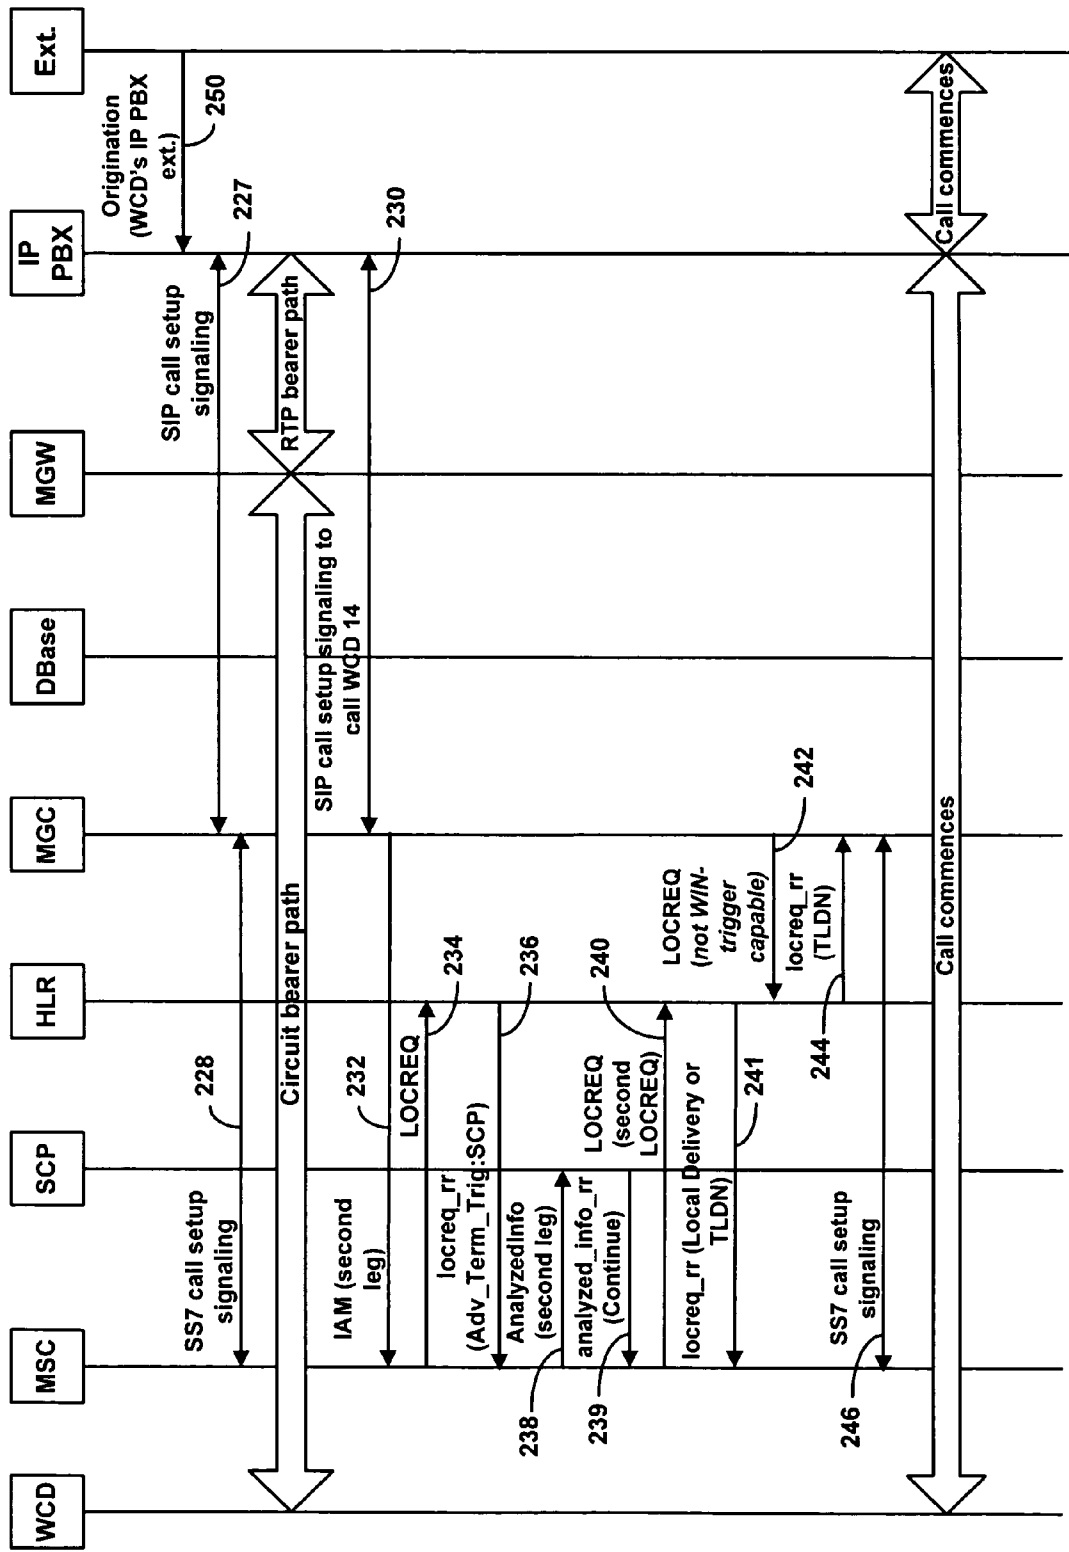 WCD
MSC
SCP
HLR
MGC
DBase
MGW
IP
PBX
Ext.
Origination
(WCD's IP PBX
ext.)
250
SIP call setup
signaling
227
SS7 call setup
signaling
228
Circuit bearer path
RTP bearer path
SIP call setup signaling to
call WCD 14
230
IAM (second
leg)
232
LOCREQ
234
locreq_rr
(Adv_Term_Trig:SCP)
236
AnalyzedInfo
(second leg)
238
analyzed_info_rr
(Continue)
239
LOCREQ
(second
LOCREQ)
240
locreq_rr (Local Delivery or
TLDN)
241
LOCREQ
(not WIN-
trigger
capable)
242
locreq_rr
(TLDN)
244
SS7 call setup
signaling
246
Call commences
Call commences